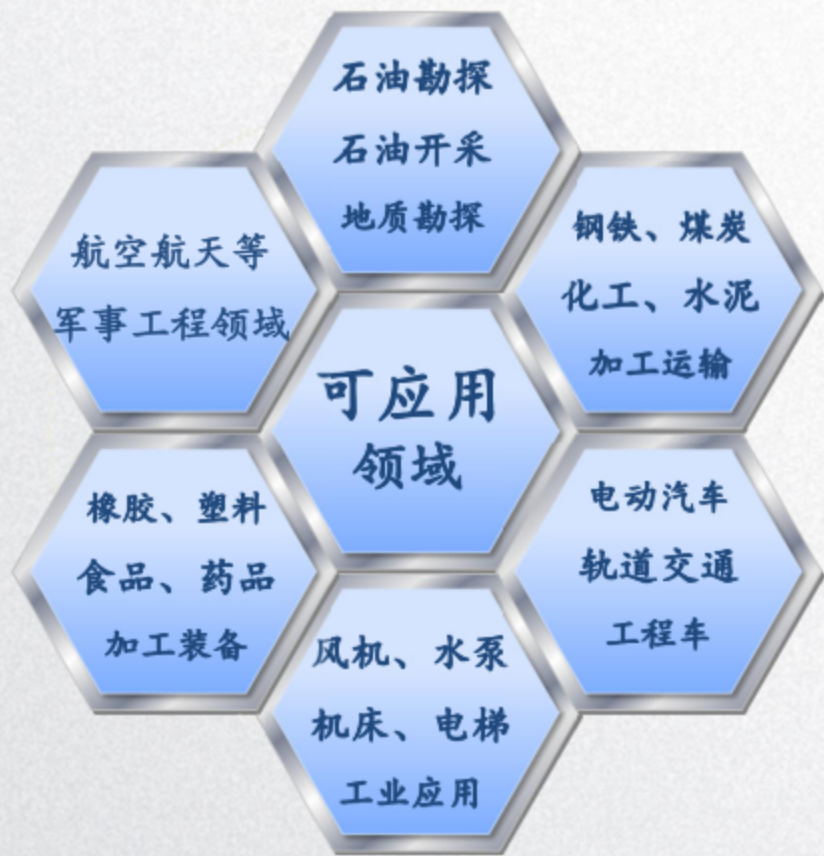 石油勘探
石油开采
地质勘探
航空航天等
军事工程领域
钢铁、煤炭
化工、水泥
加工运输
可应用
领域
橡胶、塑料
食品、药品
加工装备
电动汽车
轨道交通
工程车
风机、水泵
机床、电梯
工业应用